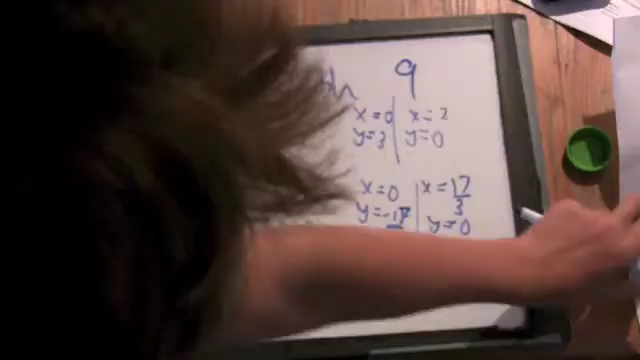 9
x=0 x=2
y=3 y=0
x=0 x=17/3
y=-17 y=0